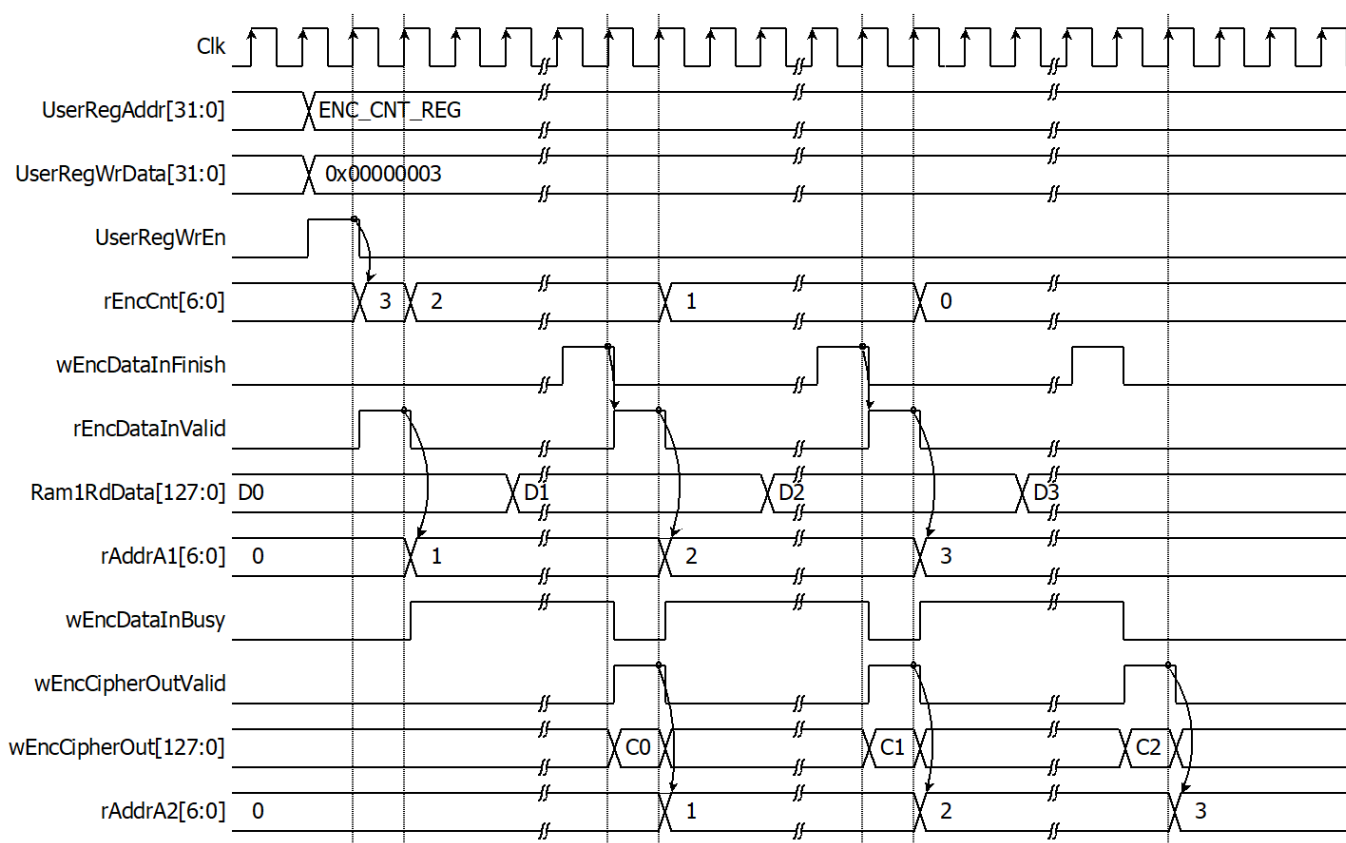 Clk
UserRegAddr[31:0] ENC_CNT_REG
UserRegWrData[31:0] 0x00000003
UserRegWrEn
rEncCnt[6:0] 3 2 1 0
wEncDataInFinish
rEncDataInValid
Ram1RdData[127:0] D0 D1 D2 D3
rAddrA1[6:0] 0 1 2 3
wEncDataInBusy
wEncCipherOutValid
wEncCipherOut[127:0] C0 C1 C2
rAddrA2[6:0] 0 1 2 3